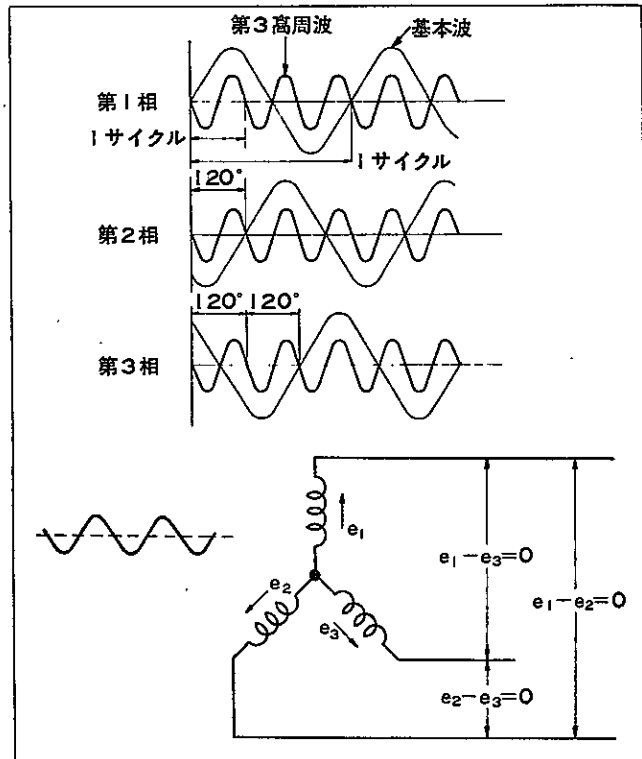 第3高周波
基本波
第1相
1サイクル
1サイクル
120°
第2相
120° 120°
第3相
e₁
e₂
e₃
e₁−e₃=0
e₁−e₂=0
e₂−e₃=0